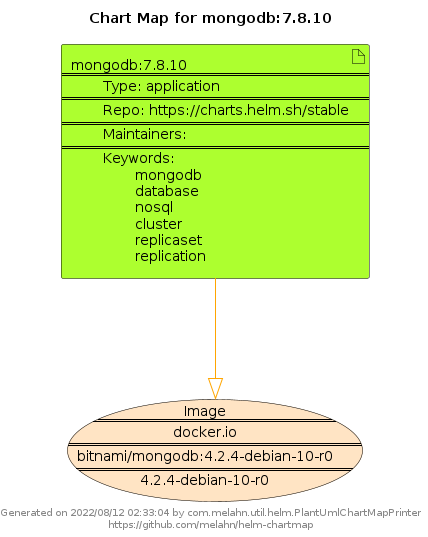 Chart Map for mongodb:7.8.10
mongodb:7.8.10
Type: application
Repo: https://charts.helm.sh/stable
Maintainers:
Keywords:
mongodb
database
nosql
cluster
replicaset
replication
Image
docker.io
bitnami/mongodb:4.2.4-debian-10-r0
4.2.4-debian-10-r0
Generated on 2022/08/12 02:33:04 by com.melahn.util.helm.PlantUmlChartMapPrinter
https://github.com/melahn/helm-chartmap